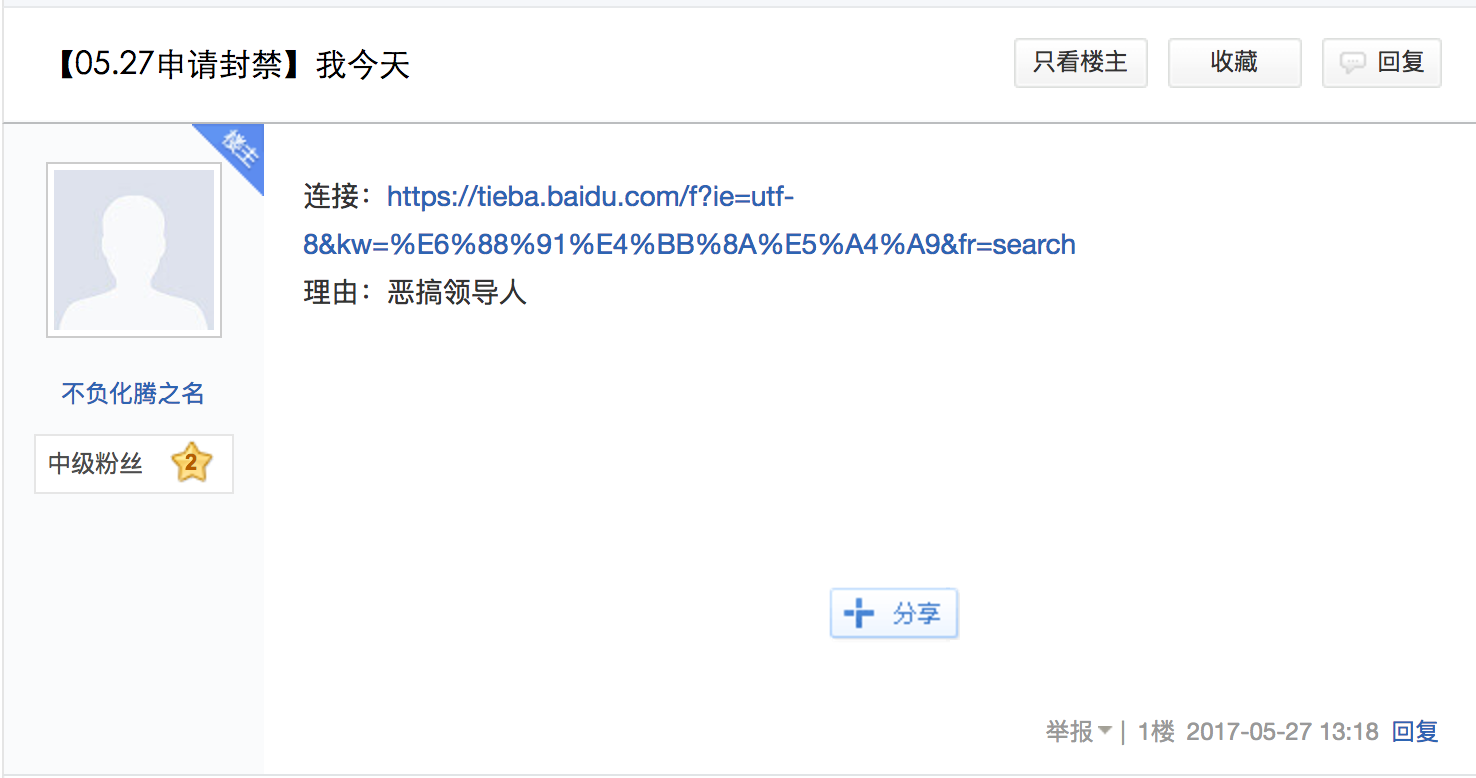 【05.27申请封禁】我今天
只看楼主
收藏
回复
楼主
连接：https://tieba.baidu.com/f?ie=utf-
8&kw=%E6%88%91%E4%BB%8A%E5%A4%A9&fr=search
理由：恶搞领导人
不负化腾之名
中级粉丝 2
分享
举报 | 1楼 2017-05-27 13:18 回复